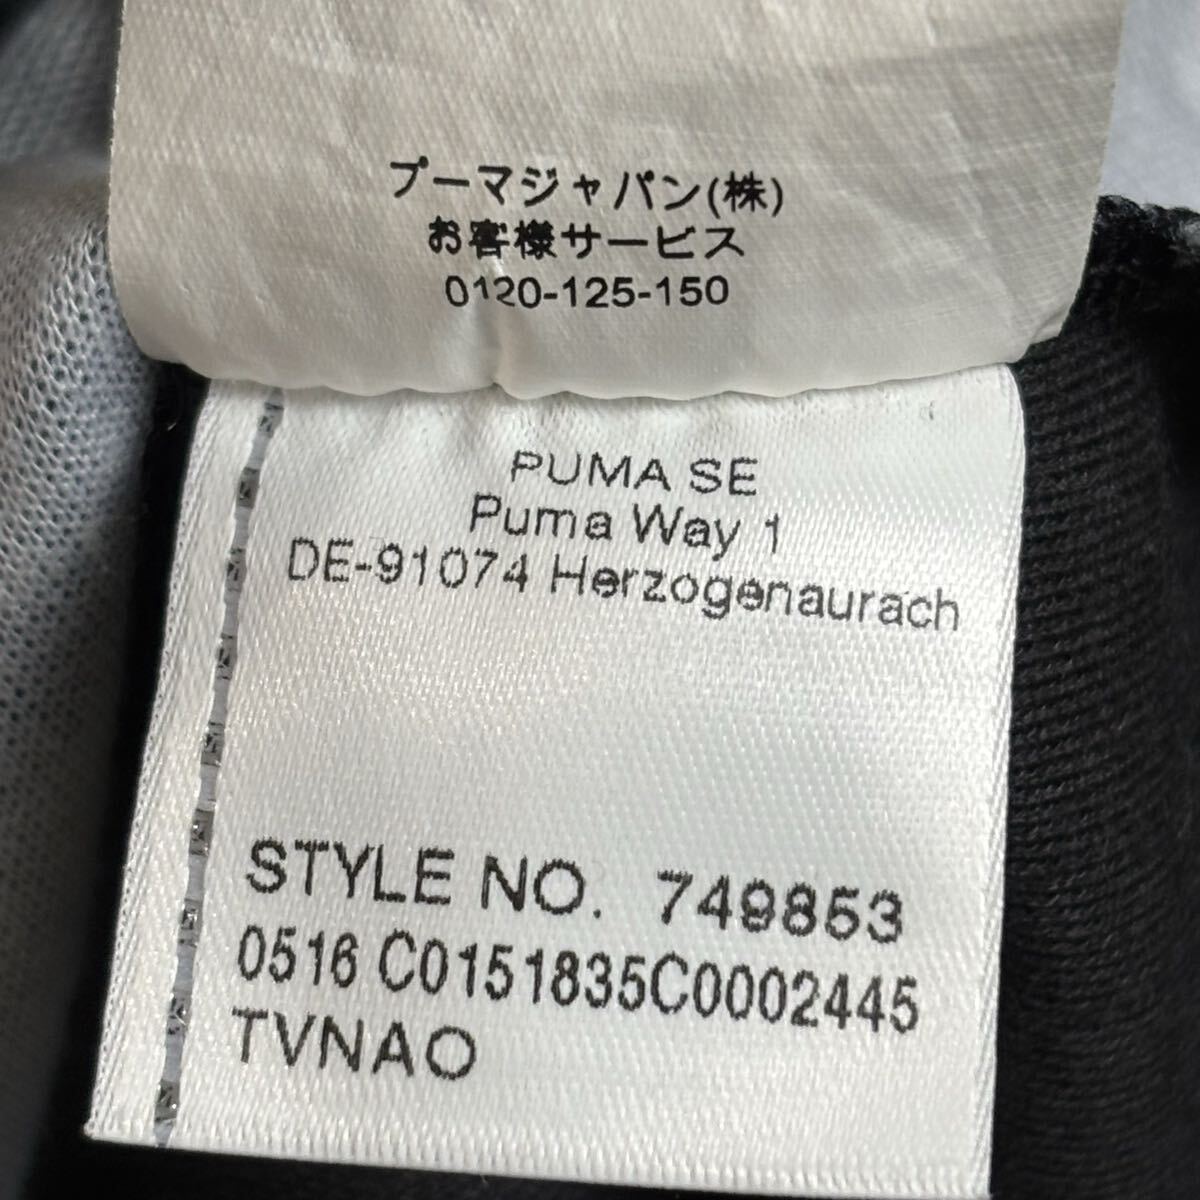 プーマジャパン(株)
お客様サービス
0120-125-150
PUMA SE
Puma Way 1
DE-91074 Herzogenaurach
STYLE NO. 749853
0516 C0151835C0002445
TVNAO